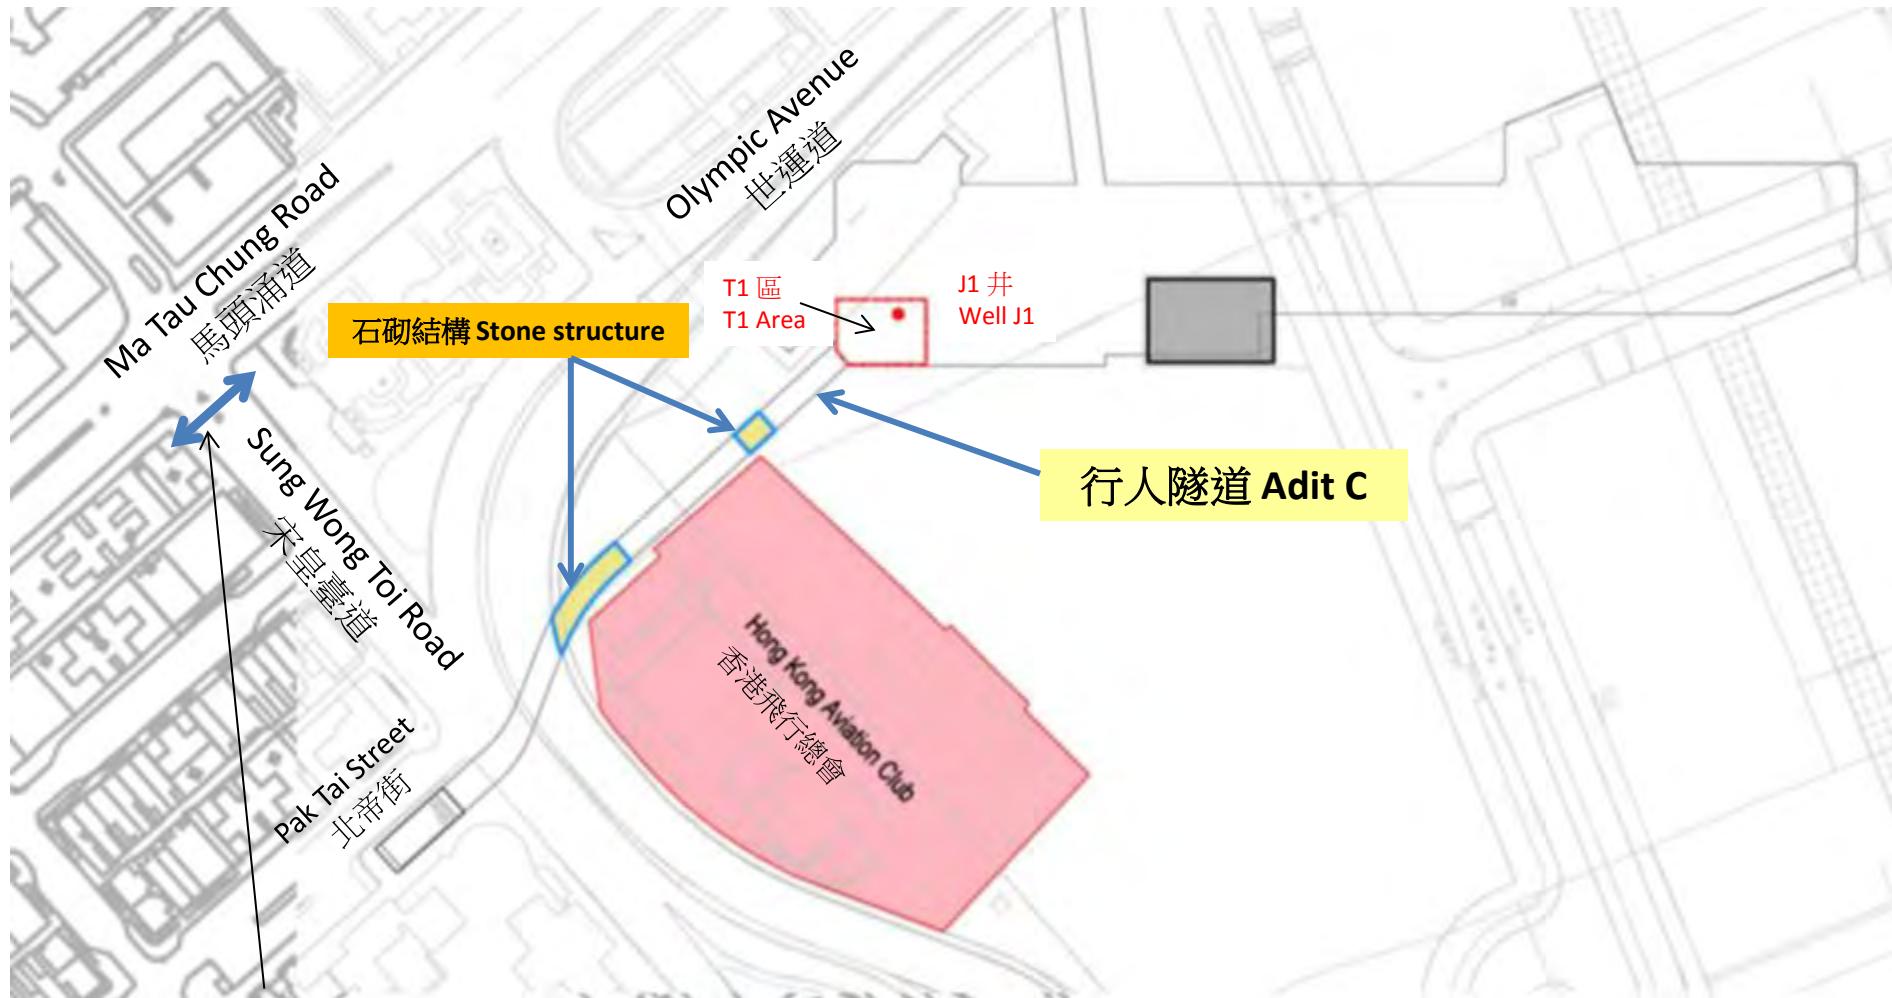 Olympic Avenue
世運道
Ma Tau Chung Road
馬頭涌道
T1 區
T1 Area
J1 井
Well J1
石砌結構 Stone structure
行人隧道 Adit C
Sung Wong Toi Road
宋皇臺道
Hong Kong Aviation Club
香港飛行總會
Pak Tai Street
北帝街